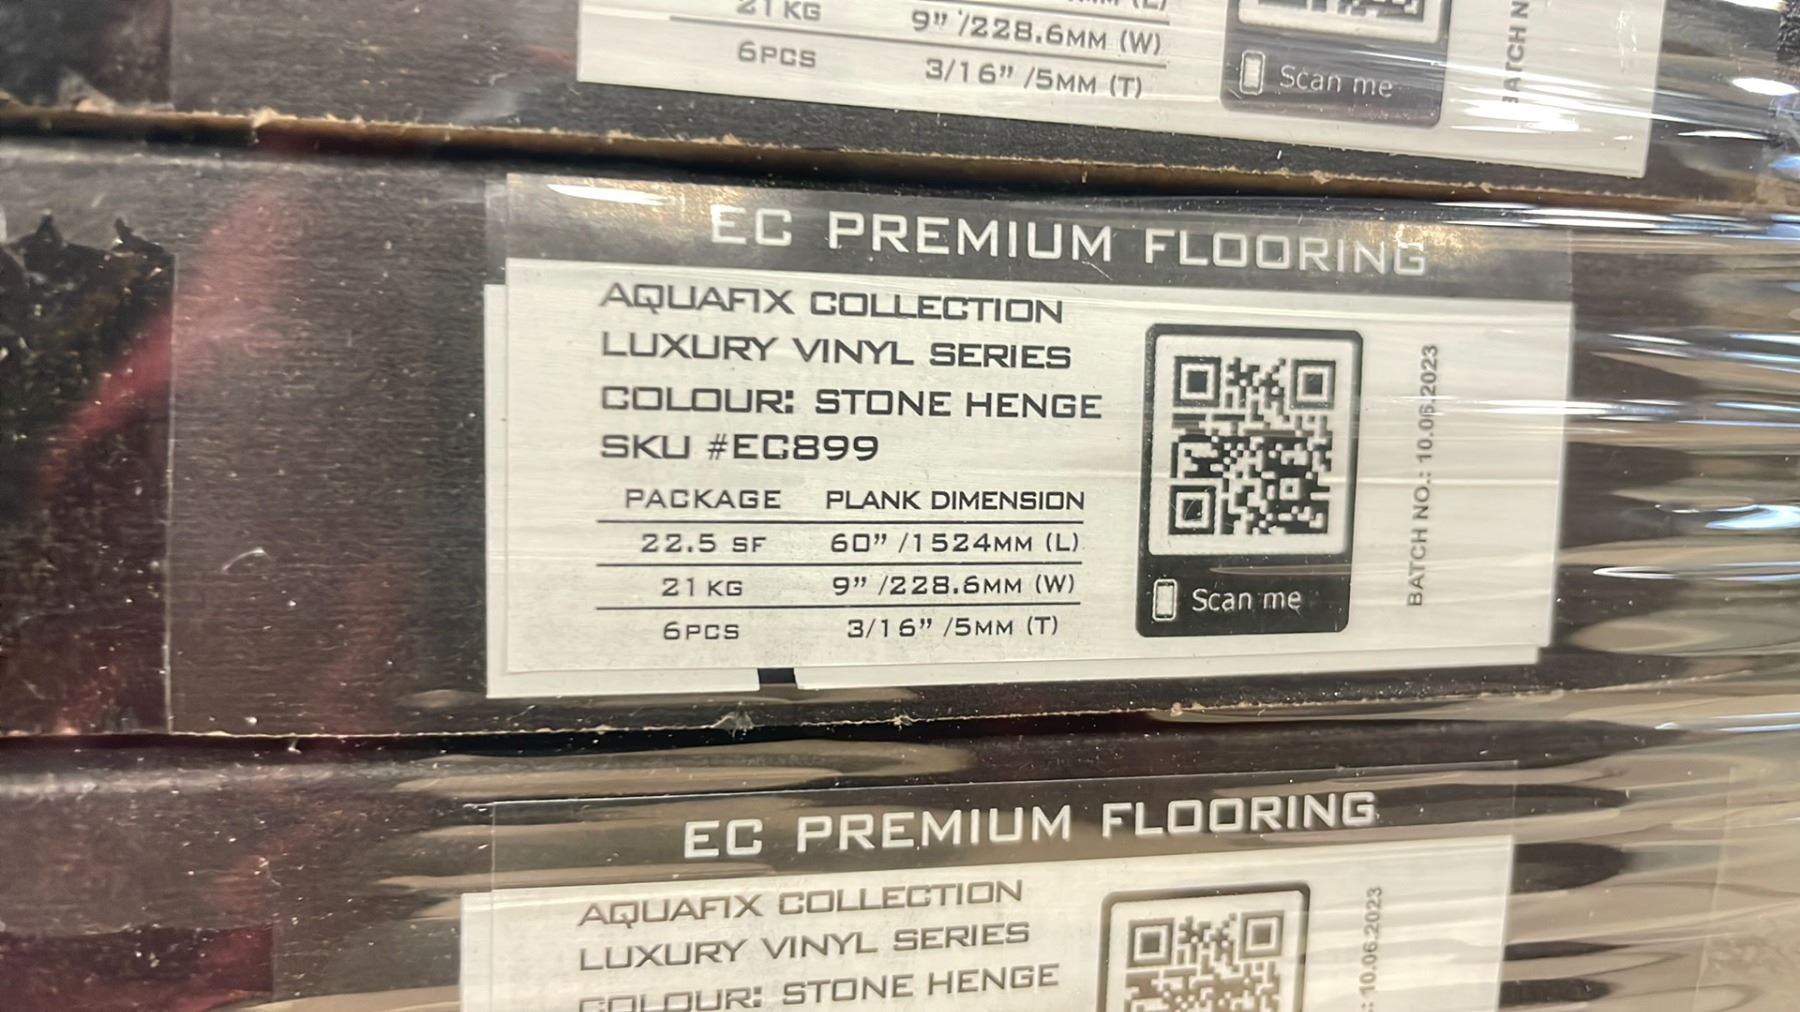 21 KG
9" /228.6MM (W)
6PCS
3/16" /5MM (T)
Scan me
EC PREMIUM FLOORING
AQUAFIX COLLECTION
LUXURY VINYL SERIES
COLOUR: STONE HENGE
SKU #EC899
PACKAGE PLANK DIMENSION
22.5 SF 60" /1524MM (L)
21 KG 9" /228.6MM (W)
6PCS 3/16" /5MM (T)
Scan me
BATCH NO.: 10.06.2023
EC PREMIUM FLOORING
AQUAFIX COLLECTION
LUXURY VINYL SERIES
COLOUR: STONE HENGE
: 10.06.2023